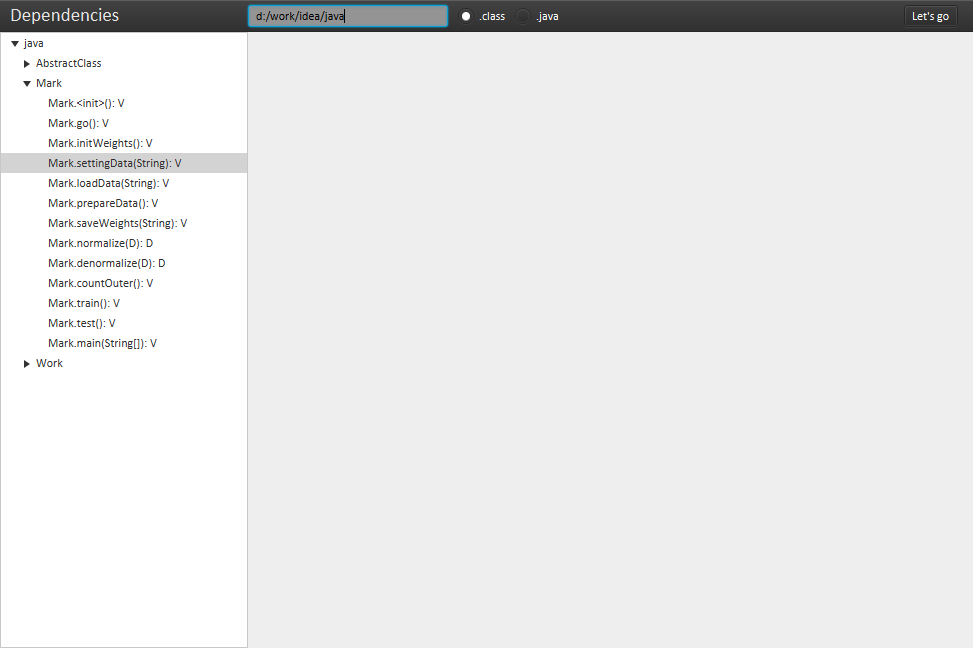 Dependencies d:/work/idea/java .class .java Let's go
java
AbstractClass
Mark
Mark.<init>(): V
Mark.go(): V
Mark.initWeights(): V
Mark.settingData(String): V
Mark.loadData(String): V
Mark.prepareData(): V
Mark.saveWeights(String): V
Mark.normalize(D): D
Mark.denormalize(D): D
Mark.countOuter(): V
Mark.train(): V
Mark.test(): V
Mark.main(String[]): V
Work